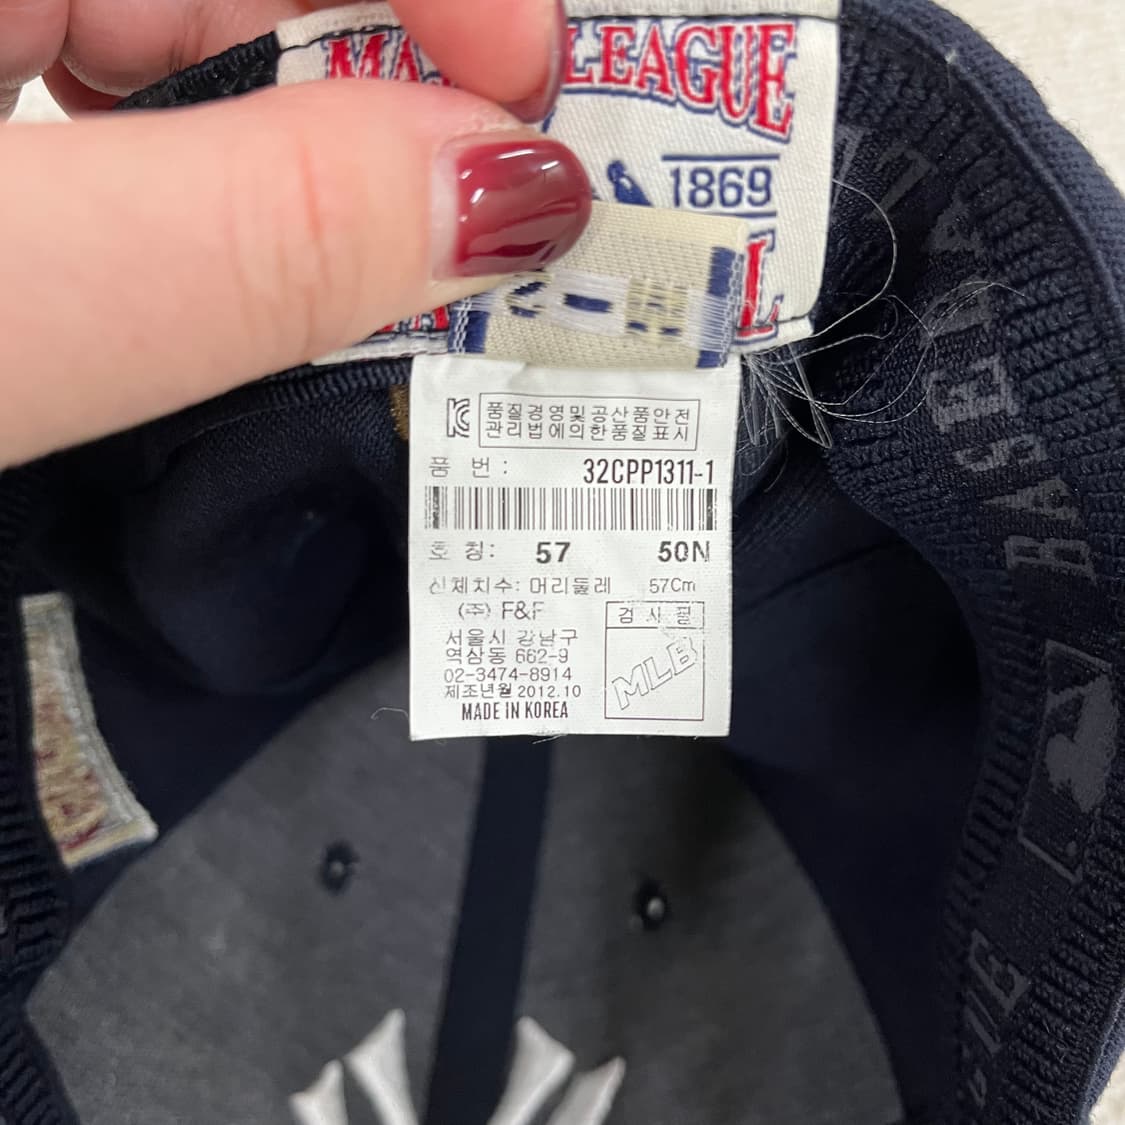 LEAGUE
1869
품질경영및공산품안전
관리법에의한품질표시
품 번 : 32CPP1311-1
호 칭: 57 50N
신체치수: 머리둘레 57Cm
(주) F&F
검 사 필
서울시 강남구
역삼동 662-9
02-3474-8914
제조년월 2012.10
MADE IN KOREA
MLB
BASEBALL